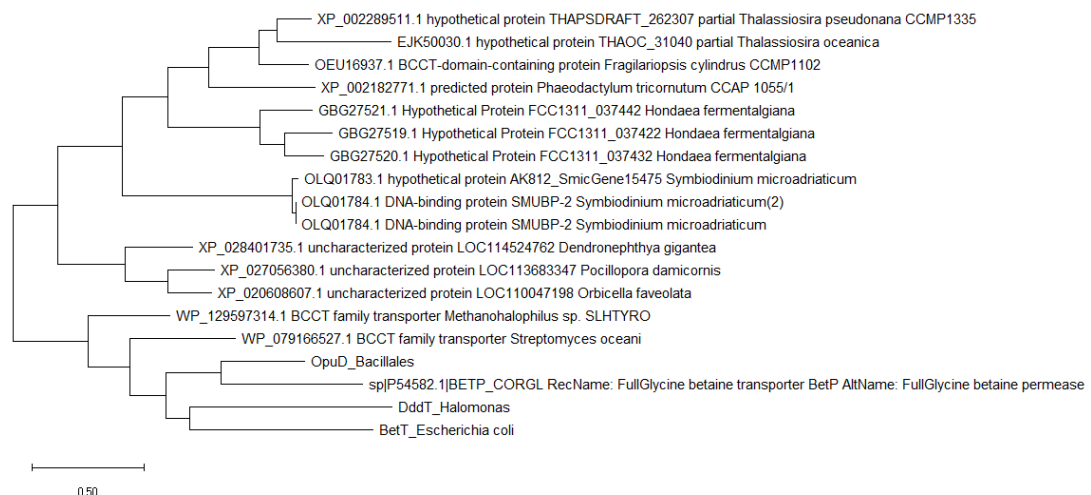 XP_002289511.1 hypothetical protein THAPSDRAFT_262307 partial Thalassiosira pseudonana CCMP1335
EJK50030.1 hypothetical protein THAOC_31040 partial Thalassiosira oceanica
OEU16937.1 BCCT-domain-containing protein Fragilariopsis cylindrus CCMP1102
XP_002182771.1 predicted protein Phaeodactylum tricornutum CCAP 1055/1
GBG27521.1 Hypothetical Protein FCC1311_037442 Hondaea fermentalgiana
GBG27519.1 Hypothetical Protein FCC1311_037422 Hondaea fermentalgiana
GBG27520.1 Hypothetical Protein FCC1311_037432 Hondaea fermentalgiana
OLQ01783.1 hypothetical protein AK812_SmicGene15475 Symbiodinium microadriaticum
OLQ01784.1 DNA-binding protein SMUBP-2 Symbiodinium microadriaticum(2)
OLQ01784.1 DNA-binding protein SMUBP-2 Symbiodinium microadriaticum
XP_028401735.1 uncharacterized protein LOC114524762 Dendronephthya gigantea
XP_027056380.1 uncharacterized protein LOC113683347 Pocillopora damicornis
XP_020608607.1 uncharacterized protein LOC110047198 Orbicella faveolata
WP_129597314.1 BCCT family transporter Methanohalophilus sp. SLHTYRO
WP_079166527.1 BCCT family transporter Streptomyces oceani
OpuD_Bacillales
sp|P54582.1|BETP_CORGL RecName: FullGlycine betaine transporter BetP AltName: FullGlycine betaine permease
DddT_Halomonas
BetT_Escherichia coli
0.50